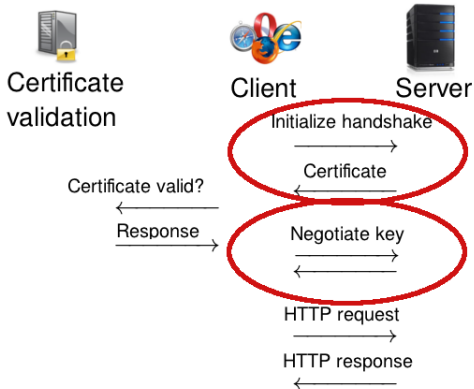 Certificate
validation
Client
Server
Initialize handshake
Certificate
Certificate valid?
Response
Negotiate key
HTTP request
HTTP response